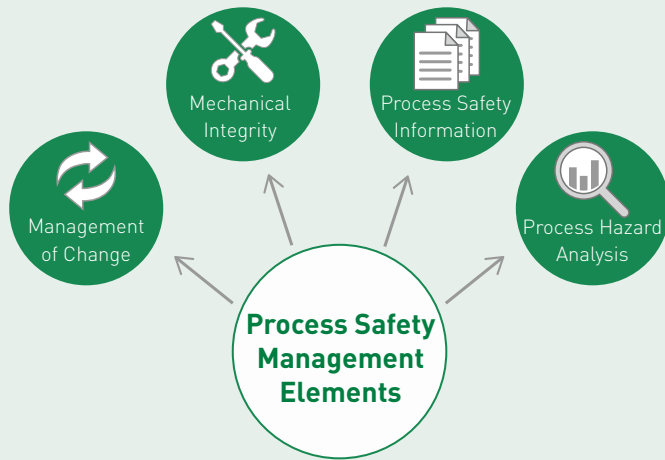 Mechanical
Integrity
Process Safety
Information
Management
of Change
Process Hazard
Analysis
Process Safety
Management
Elements